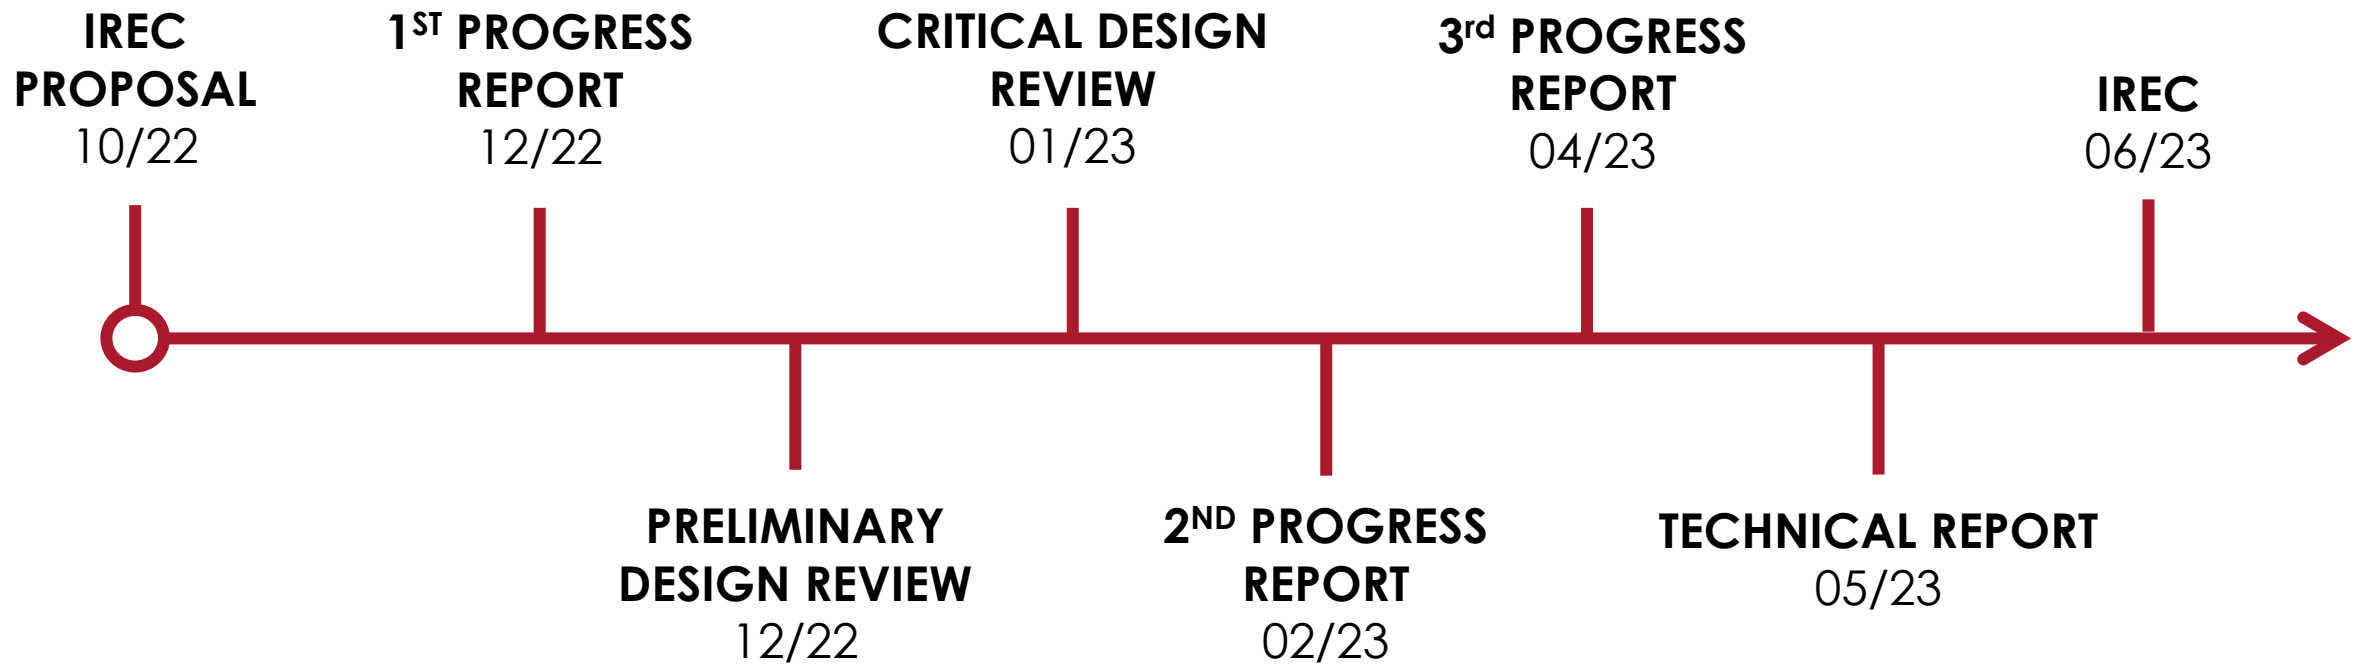 IREC
PROPOSAL
10/22
1ST PROGRESS
REPORT
12/22
PRELIMINARY
DESIGN REVIEW
12/22
CRITICAL DESIGN
REVIEW
01/23
2ND PROGRESS
REPORT
02/23
3rd PROGRESS
REPORT
04/23
TECHNICAL REPORT
05/23
IREC
06/23